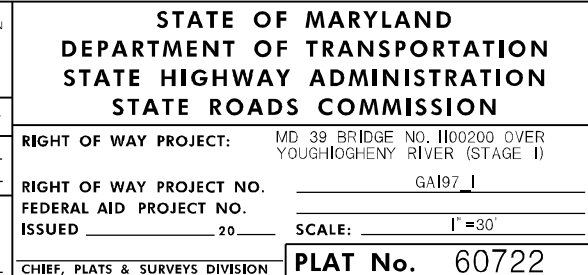 STATE OF MARYLAND
DEPARTMENT OF TRANSPORTATION
STATE HIGHWAY ADMINISTRATION
STATE ROADS COMMISSION
RIGHT OF WAY PROJECT: MD 39 BRIDGE NO. 1100200 OVER
YOUGHIOGHENY RIVER (STAGE 1)
RIGHT OF WAY PROJECT NO. GA197_1
FEDERAL AID PROJECT NO.
ISSUED 20
SCALE: 1"=30'
CHIEF, PLATS & SURVEYS DIVISION
PLAT No. 60722